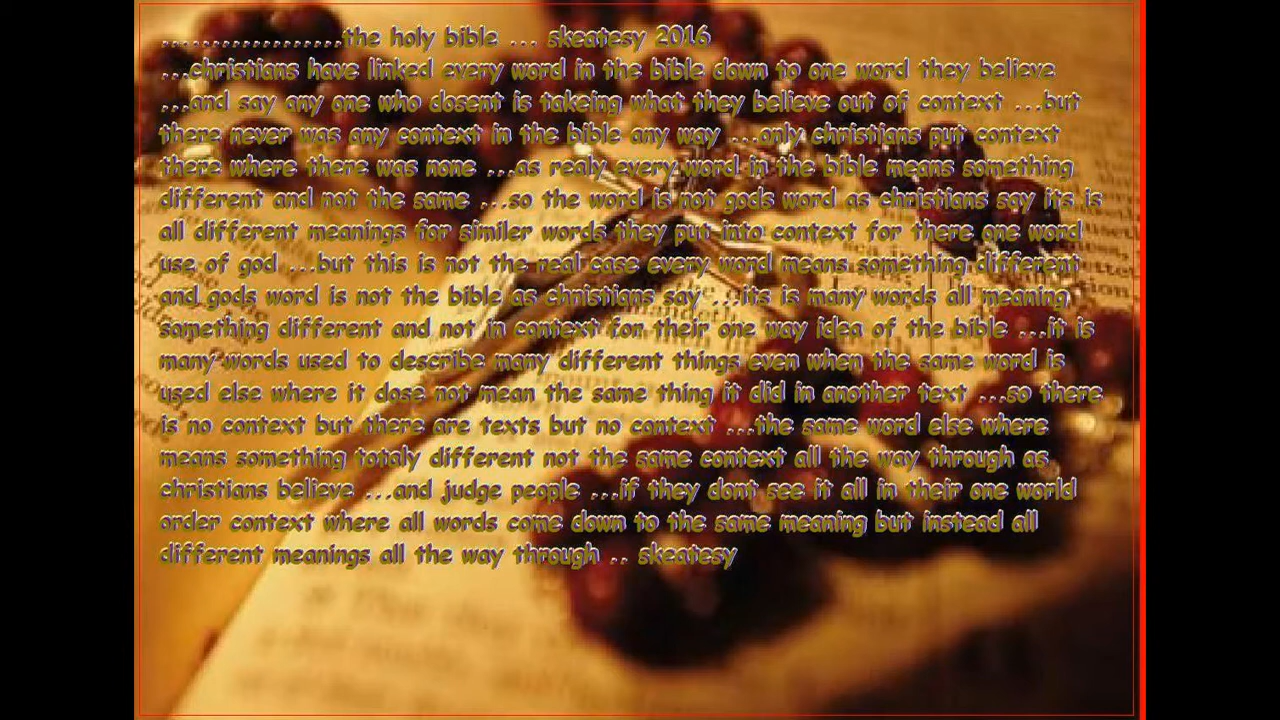 ..................the holy bible ... skeatesy 2016
...christians have linked every word in the bible down to one word they believe
...and say any one who dosent is takeing what they believe out of context ...but
there never was any context in the bible any way ...only christians put context
there where there was none ...as realy every word in the bible means something
different and not the same ...so the word is not gods word as christians say its is
all different meanings for similer words they put into context for there one word
use of god ...but this is not the real case every word means something different
and gods word is not the bible as christians say ...its is many words all meaning
something different and not in context for their one way idea of the bible ...it is
many words used to describe many different things even when the same word is
used else where it dose not mean the same thing it did in another text ...so there
is no context but there are texts but no context ...the same word else where
means something totaly different not the same context all the way through as
christians believe ...and judge people ...if they dont see it all in their one world
order context where all words come down to the same meaning but instead all
different meanings all the way through .. skeatesy